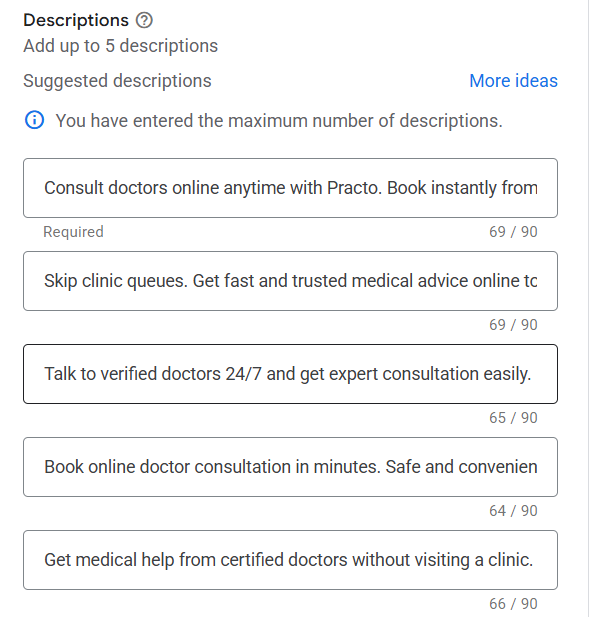 Descriptions
Add up to 5 descriptions
Suggested descriptions More ideas
You have entered the maximum number of descriptions.
Consult doctors online anytime with Practo. Book instantly from
Required 69 / 90
Skip clinic queues. Get fast and trusted medical advice online to
69 / 90
Talk to verified doctors 24/7 and get expert consultation easily.
65 / 90
Book online doctor consultation in minutes. Safe and convenien
64 / 90
Get medical help from certified doctors without visiting a clinic.
66 / 90